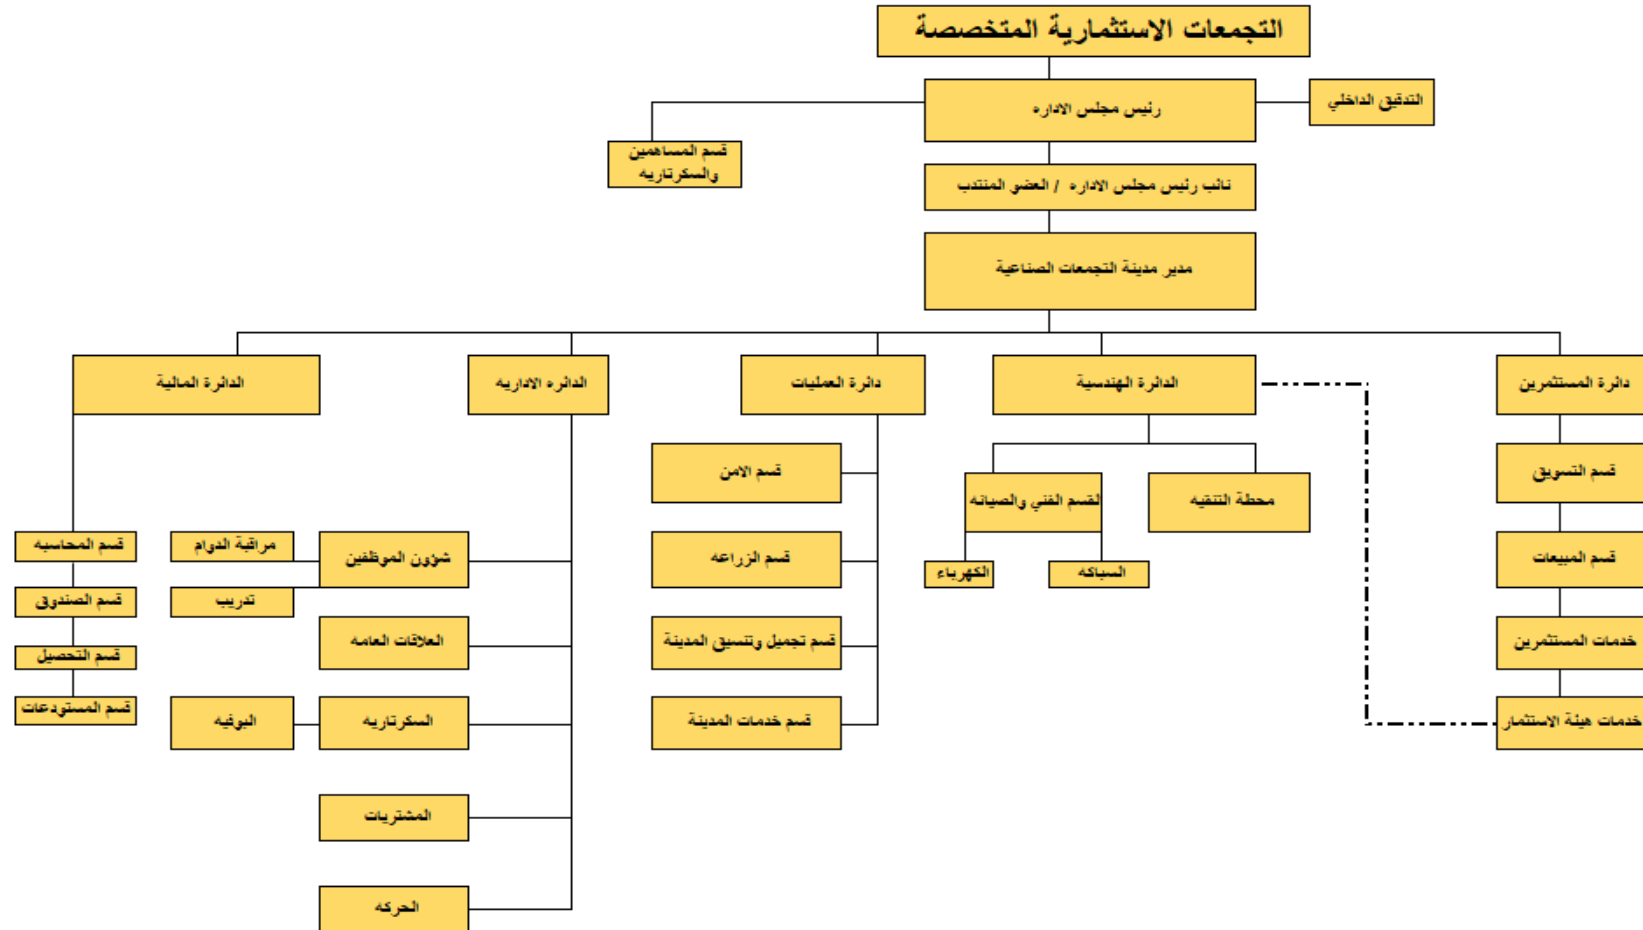 التجمعات الاستثمارية المتخصصة
رئيس مجلس الاداره
التدقيق الداخلي
قسم المساهمين
والسكرتاريه
نائب رئيس مجلس الاداره / العضو المنتدب
مدير مدينة التجمعات الصناعية
دائرة المستثمرين
الدائرة الهندسية
دائرة العمليات
الدائره الاداريه
الدائرة المالية
قسم التسويق
قسم المبيعات
خدمات المستثمرين
خدمات هيئة الاستثمار
محطة التنقيه
لقسم الفني والصيانه
السباكه
الكهرباء
قسم الامن
قسم الزراعه
قسم تجميل وتنسيق المدينة
قسم خدمات المدينة
شؤون الموظفين
مراقبة الدوام
تدريب
العلاقات العامه
السكرتاريه
البوفيه
المشتريات
الحركه
قسم المحاسبه
قسم الصندوق
قسم التحصيل
قسم المستودعات